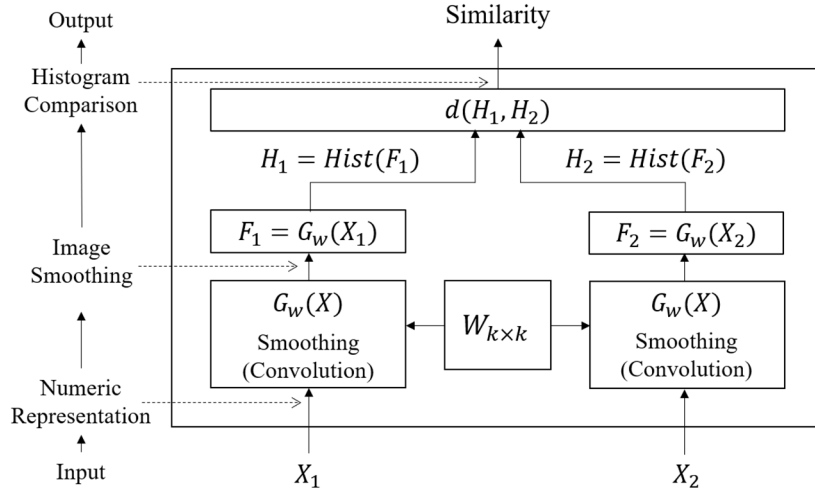 Output
Similarity
Histogram
Comparison
d(H₁, H₂)
H₁ = Hist(F₁)
H₂ = Hist(F₂)
F₁ = G_w(X₁)
F₂ = G_w(X₂)
Image
Smoothing
G_w(X)
Smoothing
(Convolution)
W_{k×k}
G_w(X)
Smoothing
(Convolution)
Numeric
Representation
Input
X₁
X₂